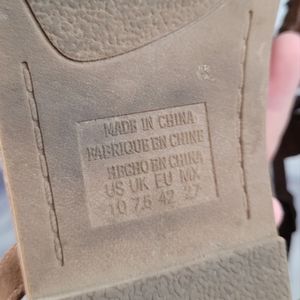 MADE IN CHINA
FABRIQUE EN CHINE
HECHO EN CHINA
US UK EU MX
10 7.5 42 27